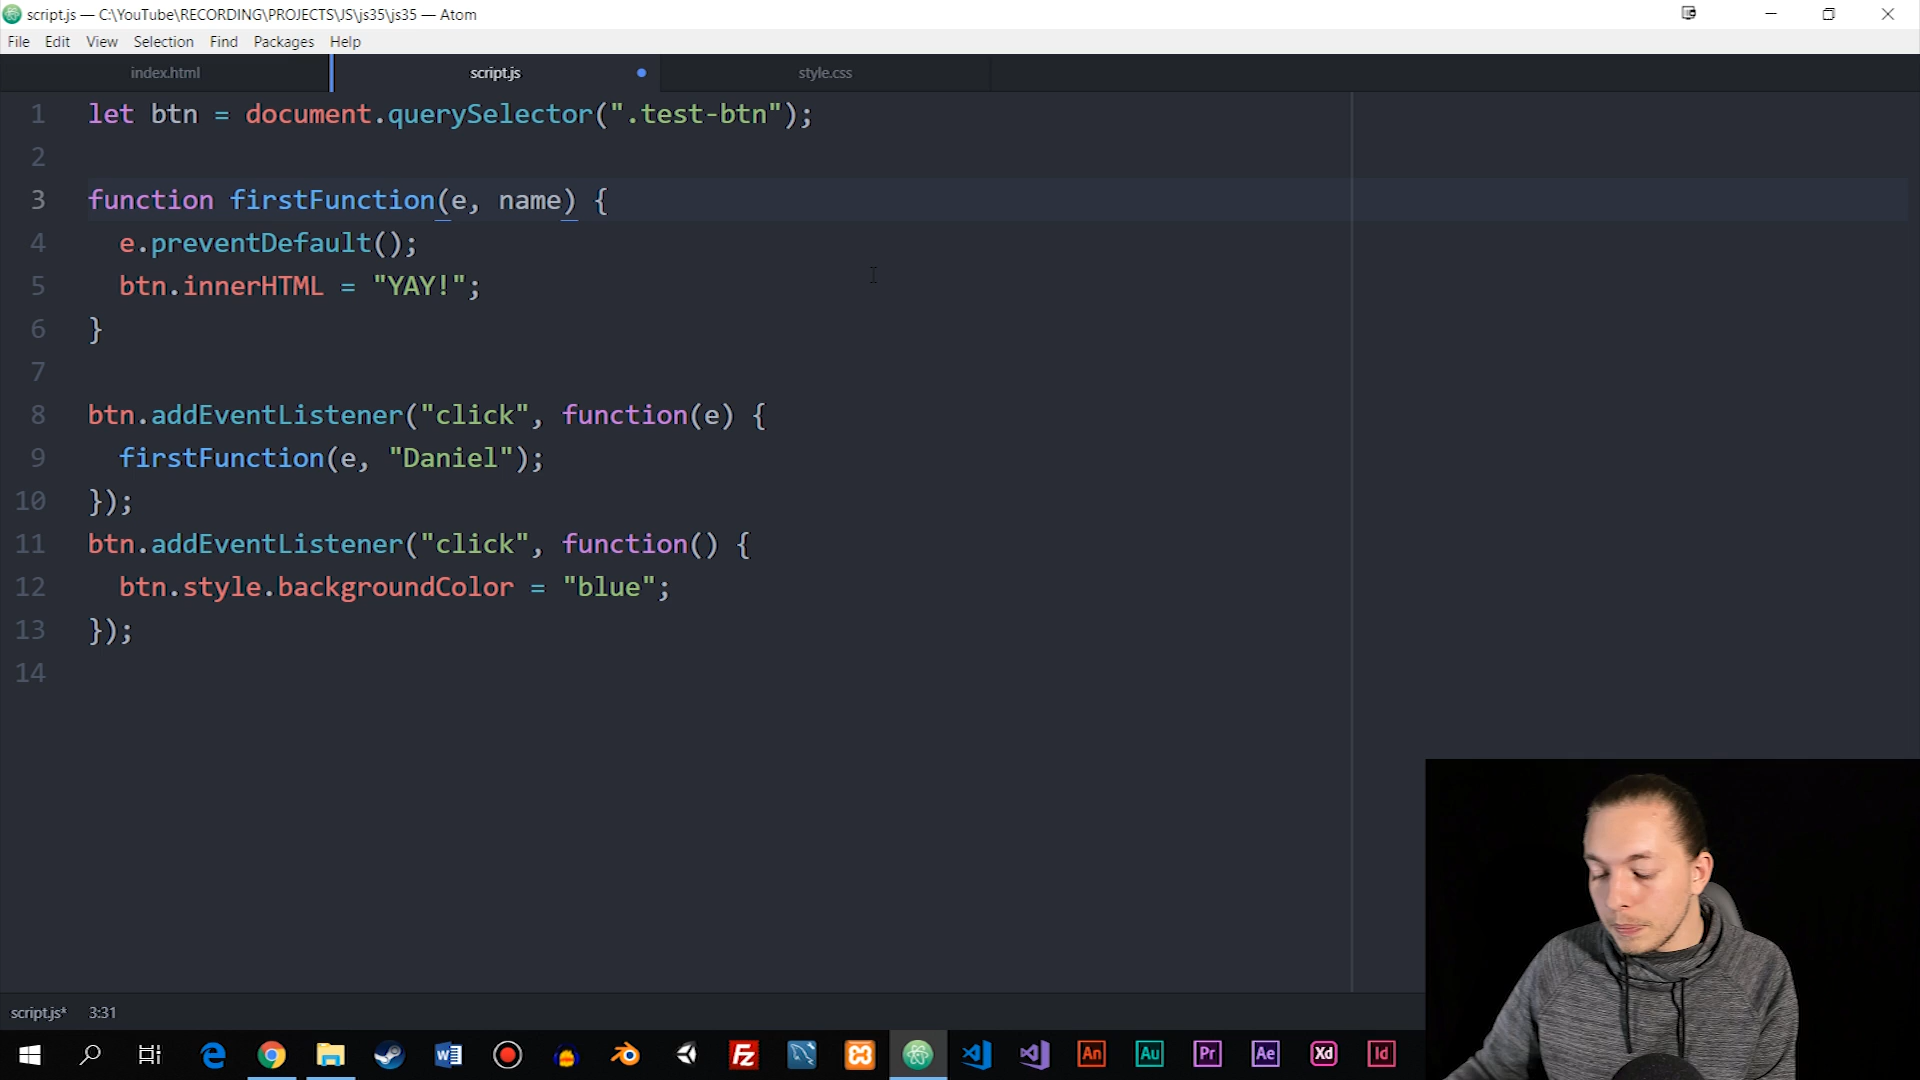 script.js — C:\YouTube\RECORDING\PROJECTS\JS\js35\js35 — Atom
File Edit View Selection Find Packages Help
index.html script.js style.css
1 let btn = document.querySelector(".test-btn");
2
3 function firstFunction(e, name) {
4 e.preventDefault();
5 btn.innerHTML = "YAY!";
6 }
7
8 btn.addEventListener("click", function(e) {
9 firstFunction(e, "Daniel");
10 });
11 btn.addEventListener("click", function() {
12 btn.style.backgroundColor = "blue";
13 });
14
script.js* 3:31
An Au Pr Ae Xd Id